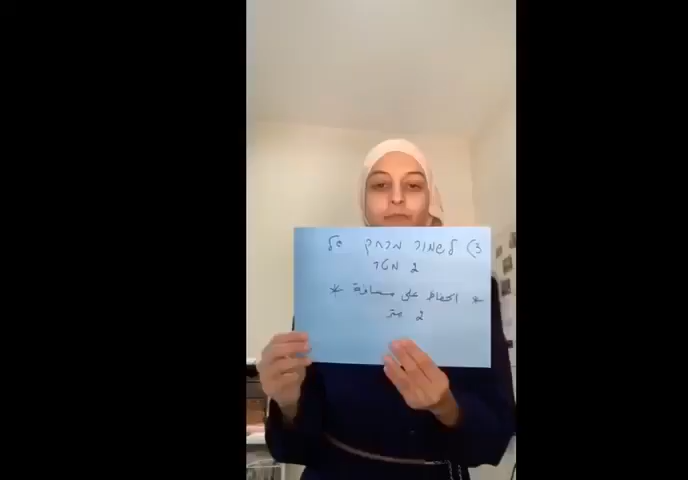 3) לשמור מרחק של
2 מטר
* الحفاظ على مسافة *
2 متر